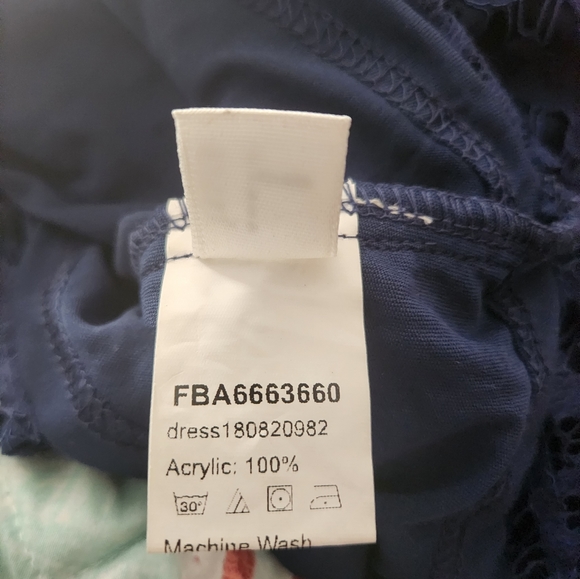 FBA6663660
dress180820982
Acrylic: 100%
30°
Machine Wash